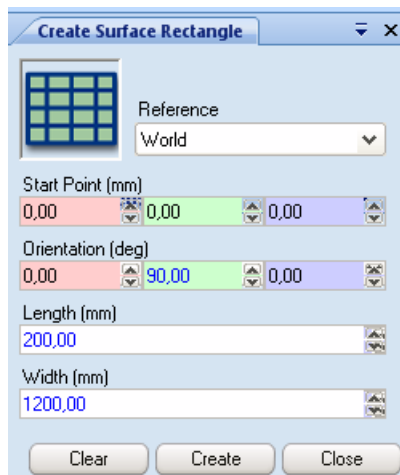 Create Surface Rectangle
Reference
World
Start Point (mm)
0,00 0,00 0,00
Orientation (deg)
0,00 90,00 0,00
Length (mm)
200,00
Width (mm)
1200,00
Clear Create Close